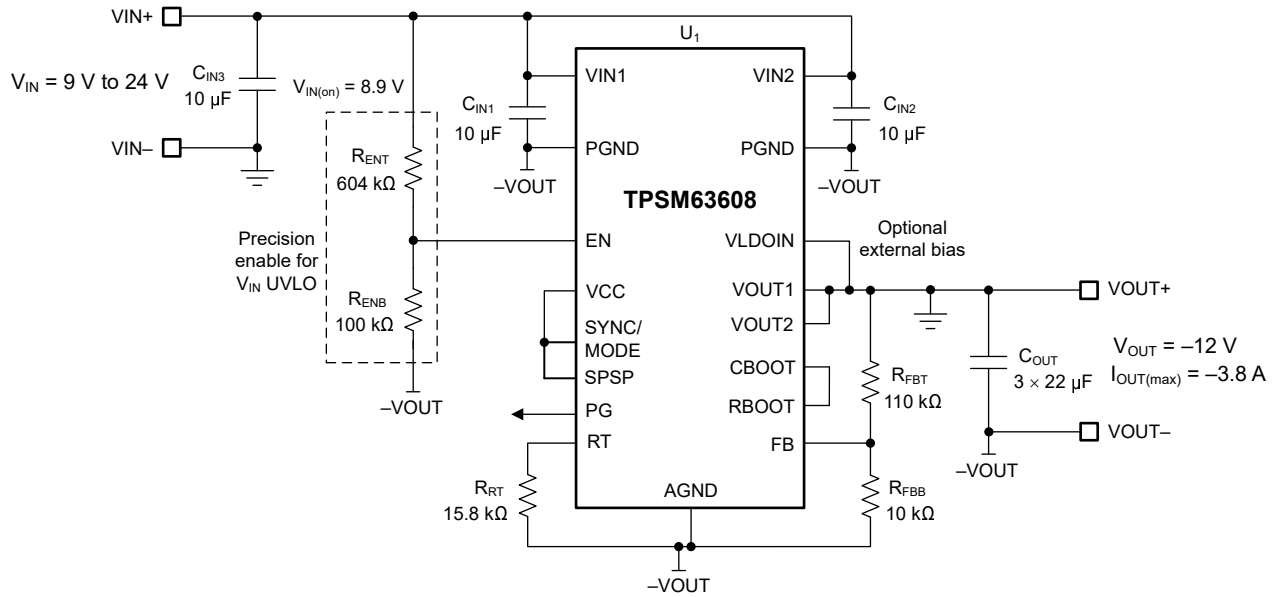 VIN+
U1
VIN1
VIN2
VIN = 9 V to 24 V
CIN3
10 µF
VIN(on) = 8.9 V
CIN1
10 µF
CIN2
10 µF
VIN–
PGND
PGND
RENT
604 kΩ
–VOUT
–VOUT
TPSM63608
Precision
enable for
VIN UVLO
EN
VLDOIN
Optional
external bias
RENB
100 kΩ
VCC
VOUT1
VOUT+
SYNC/
MODE
VOUT2
COUT
3 × 22 µF
VOUT = –12 V
IOUT(max) = –3.8 A
SPSP
CBOOT
RFBT
110 kΩ
–VOUT
PG
RBOOT
RT
FB
VOUT–
–VOUT
RRT
15.8 kΩ
AGND
RFBB
10 kΩ
–VOUT